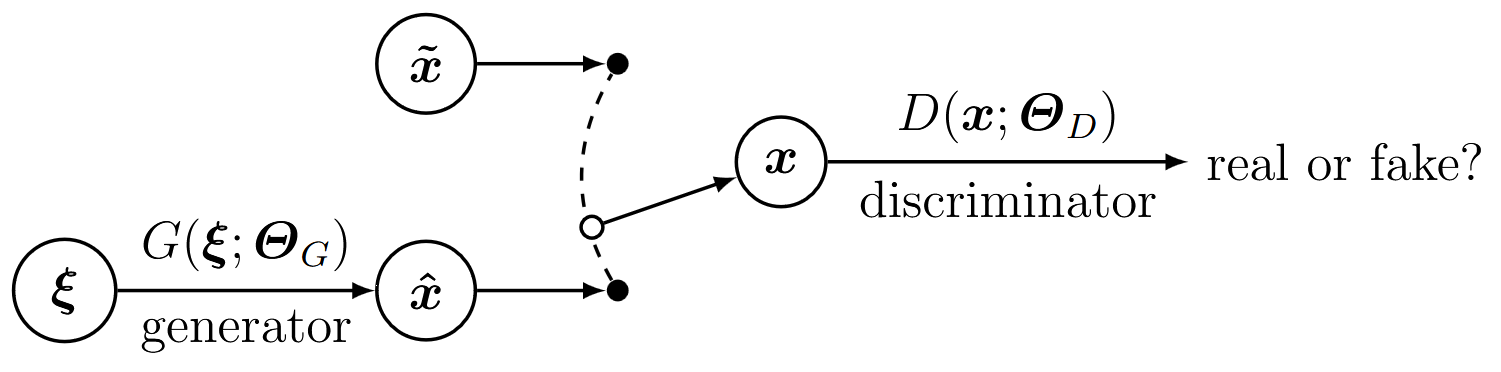 x̃
D(x; Θ_D)
x
real or fake?
discriminator
G(ξ; Θ_G)
ξ
x̂
generator